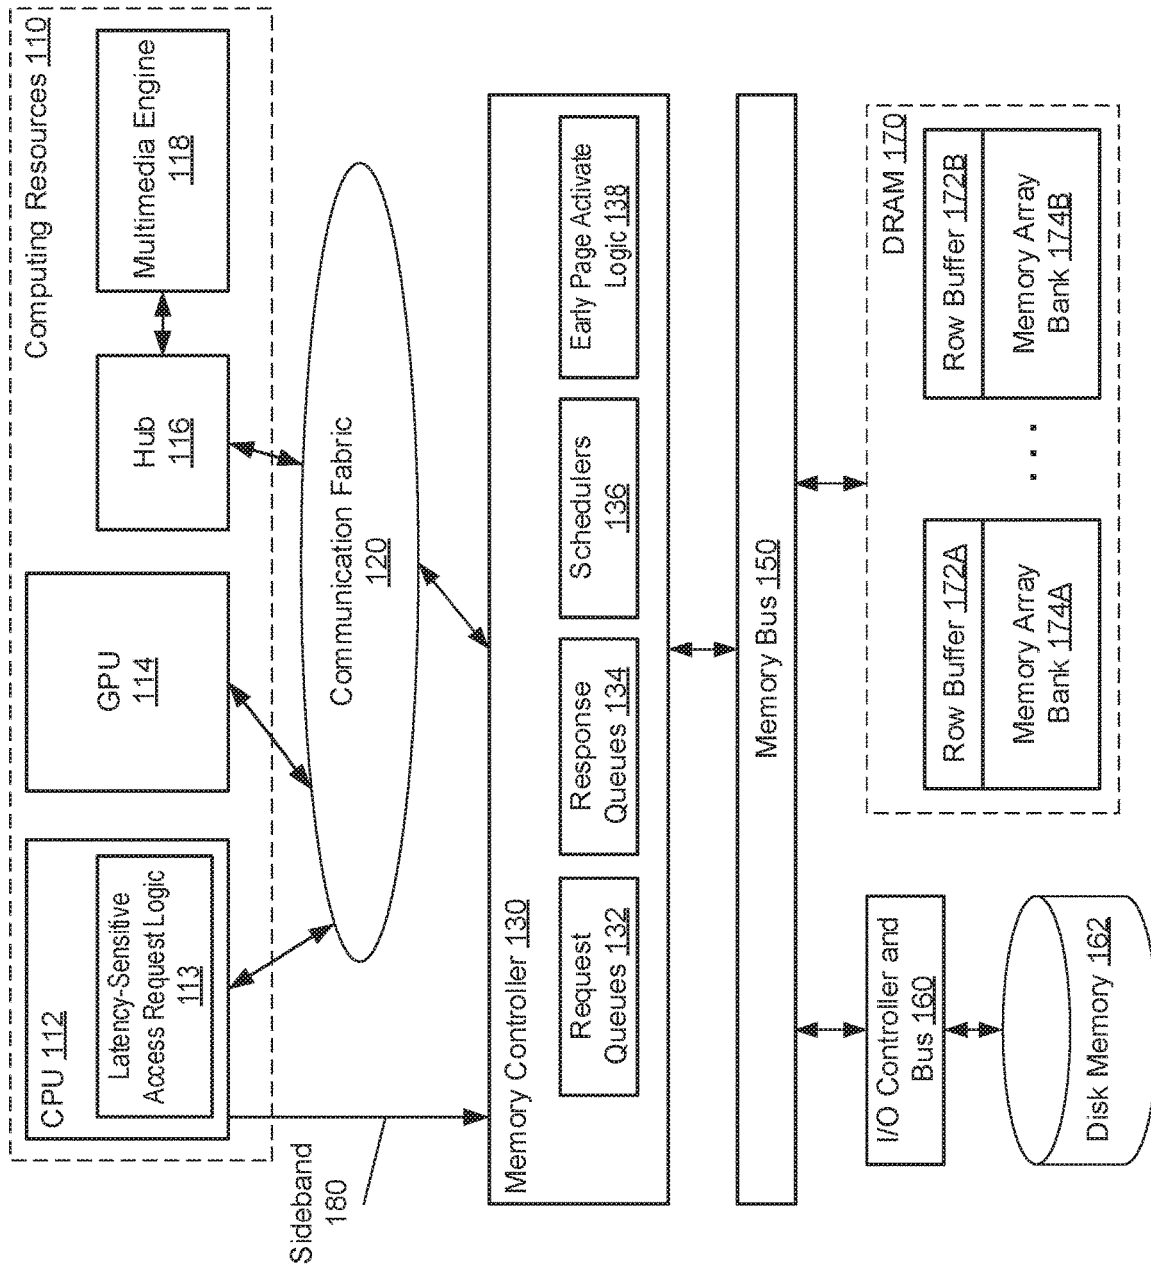 Computing Resources 110
CPU 112
Latency-Sensitive
Access Request Logic
113
GPU
114
Hub
116
Multimedia Engine
118
Sideband
180
Communication Fabric
120
Memory Controller 130
Request
Queues 132
Response
Queues 134
Schedulers
136
Early Page Activate
Logic 138
Memory Bus 150
I/O Controller and
Bus 160
Disk Memory 162
DRAM 170
Row Buffer 172A
Memory Array
Bank 174A
. . .
Row Buffer 172B
Memory Array
Bank 174B